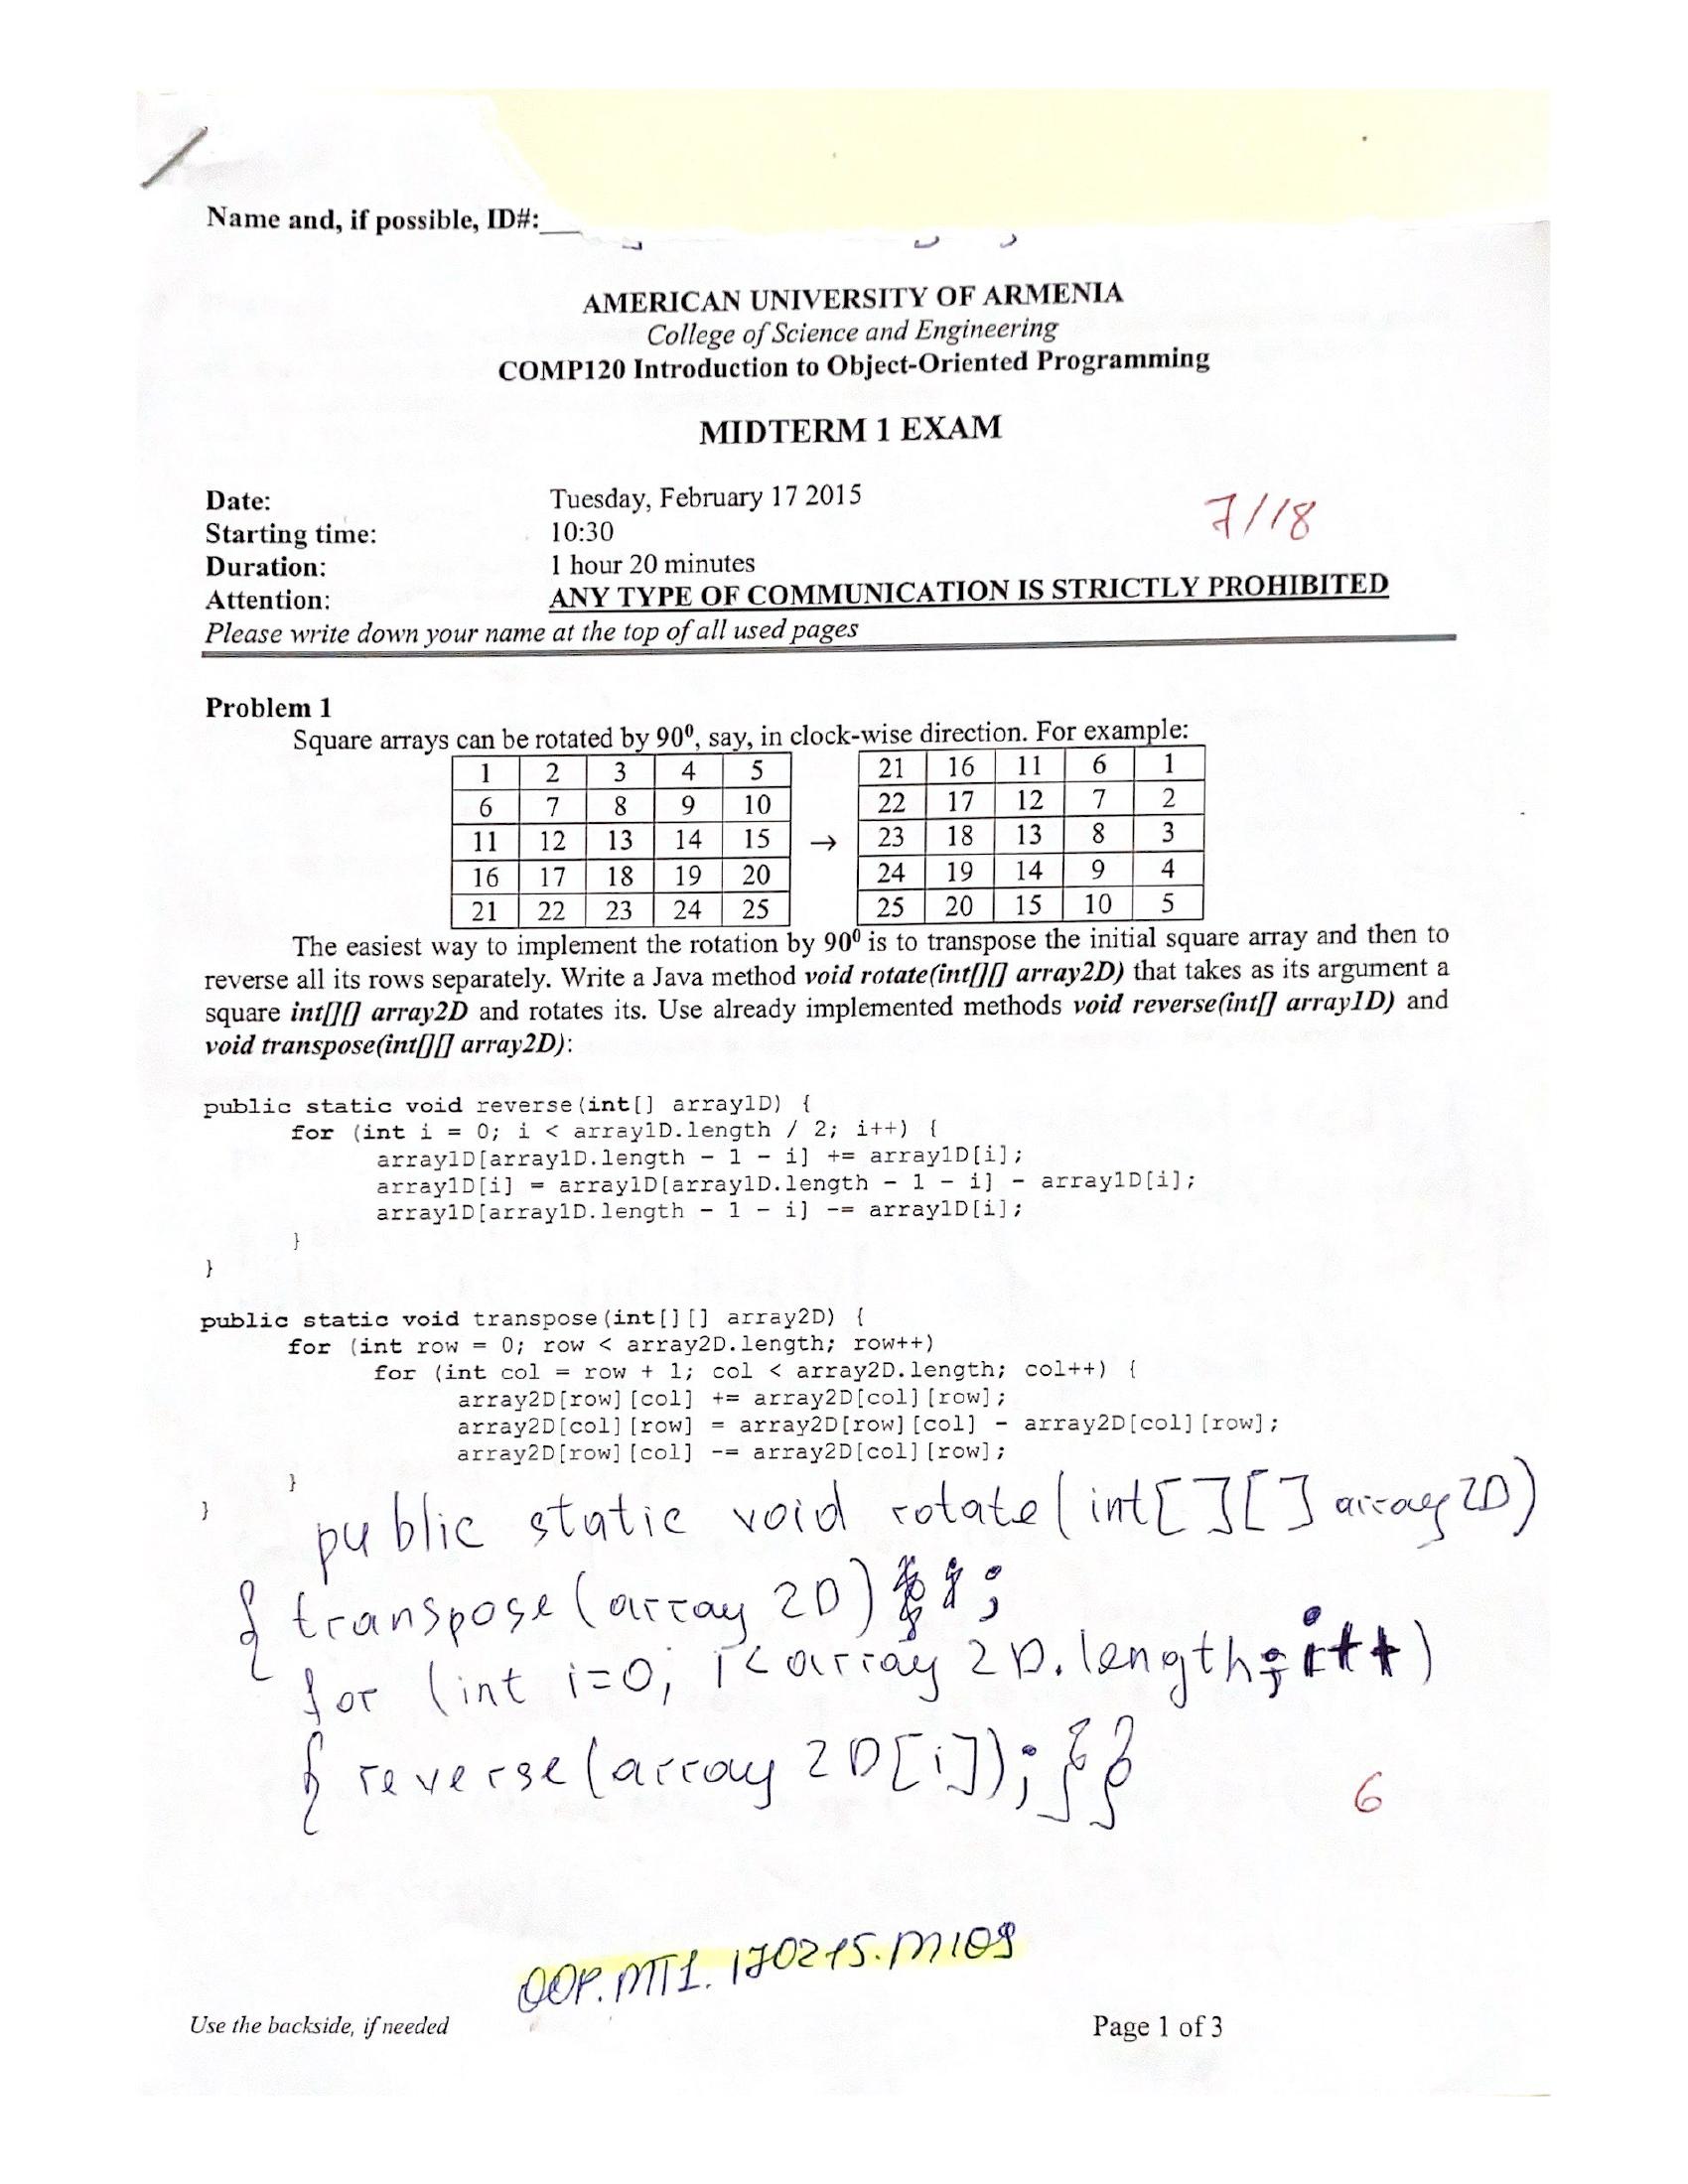 Name and, if possible, ID#:
AMERICAN UNIVERSITY OF ARMENIA
College of Science and Engineering
COMP120 Introduction to Object-Oriented Programming
MIDTERM 1 EXAM
Date: Tuesday, February 17 2015
7/18
Starting time: 10:30
Duration: 1 hour 20 minutes
Attention: ANY TYPE OF COMMUNICATION IS STRICTLY PROHIBITED
Please write down your name at the top of all used pages
Problem 1
Square arrays can be rotated by 90⁰, say, in clock-wise direction. For example:
1 2 3 4 5 21 16 11 6 1
6 7 8 9 10 22 17 12 7 2
11 12 13 14 15 → 23 18 13 8 3
16 17 18 19 20 24 19 14 9 4
21 22 23 24 25 25 20 15 10 5
The easiest way to implement the rotation by 90⁰ is to transpose the initial square array and then to
reverse all its rows separately. Write a Java method void rotate(int[][] array2D) that takes as its argument a
square int[][] array2D and rotates its. Use already implemented methods void reverse(int[] array1D) and
void transpose(int[][] array2D):
public static void reverse(int[] array1D) {
for (int i = 0; i < array1D.length / 2; i++) {
array1D[array1D.length - 1 - i] += array1D[i];
array1D[i] = array1D[array1D.length - 1 - i] - array1D[i];
array1D[array1D.length - 1 - i] -= array1D[i];
}
}
public static void transpose(int[][] array2D) {
for (int row = 0; row < array2D.length; row++)
for (int col = row + 1; col < array2D.length; col++) {
array2D[row][col] += array2D[col][row];
array2D[col][row] = array2D[row][col] - array2D[col][row];
array2D[row][col] -= array2D[col][row];
}
}
public static void rotate(int[][] array2D)
{ transpose(array 2D) ;
for (int i=0; i<array 2D.length; i++)
{ reverse(array 2D[i]); }}
6
OOP.MT1.170215.M109
Use the backside, if needed Page 1 of 3